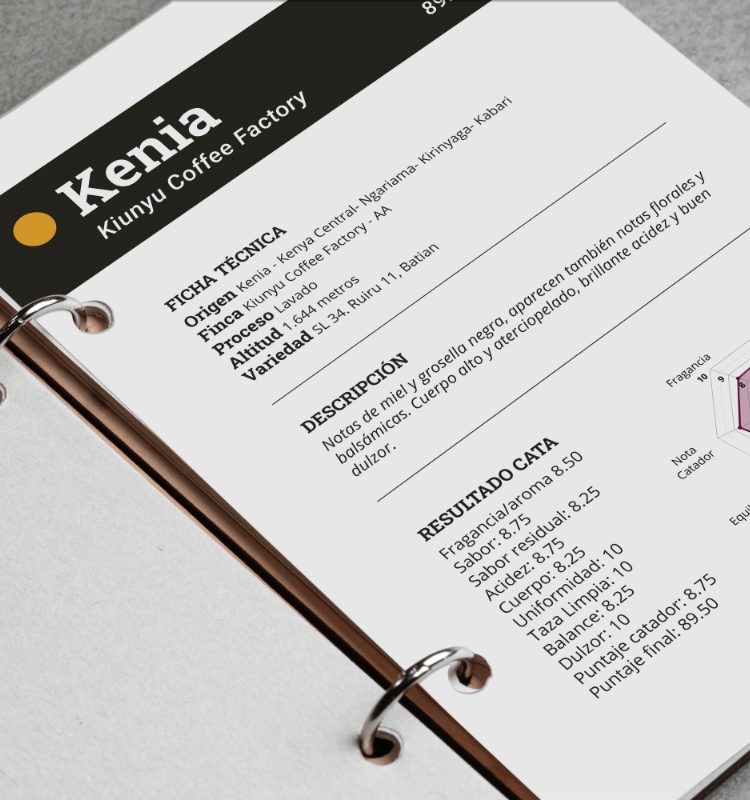 89
Kenia
Kiunyu Coffee Factory
FICHA TÉCNICA
Origen Kenia - Kenya Central- Ngariama- Kirinyaga- Kabari
Finca Kiunyu Coffee Factory - AA
Proceso Lavado
Altitud 1.644 metros
Variedad SL 34, Ruiru 11, Batian
DESCRIPCIÓN
Notas de miel y grosella negra, aparecen también notas florales y
balsámicas. Cuerpo alto y aterciopelado, brillante acidez y buen
dulzor.
RESULTADO CATA
Fragancia/aroma 8.50
Sabor: 8.75
Sabor residual: 8.25
Acidez: 8.75
Cuerpo: 8.25
Uniformidad: 10
Taza Limpia: 10
Balance: 8.25
Dulzor: 10
Puntaje catador: 8.75
Puntaje final: 89.50
Fragancia
10 9 8
Nota
Catador